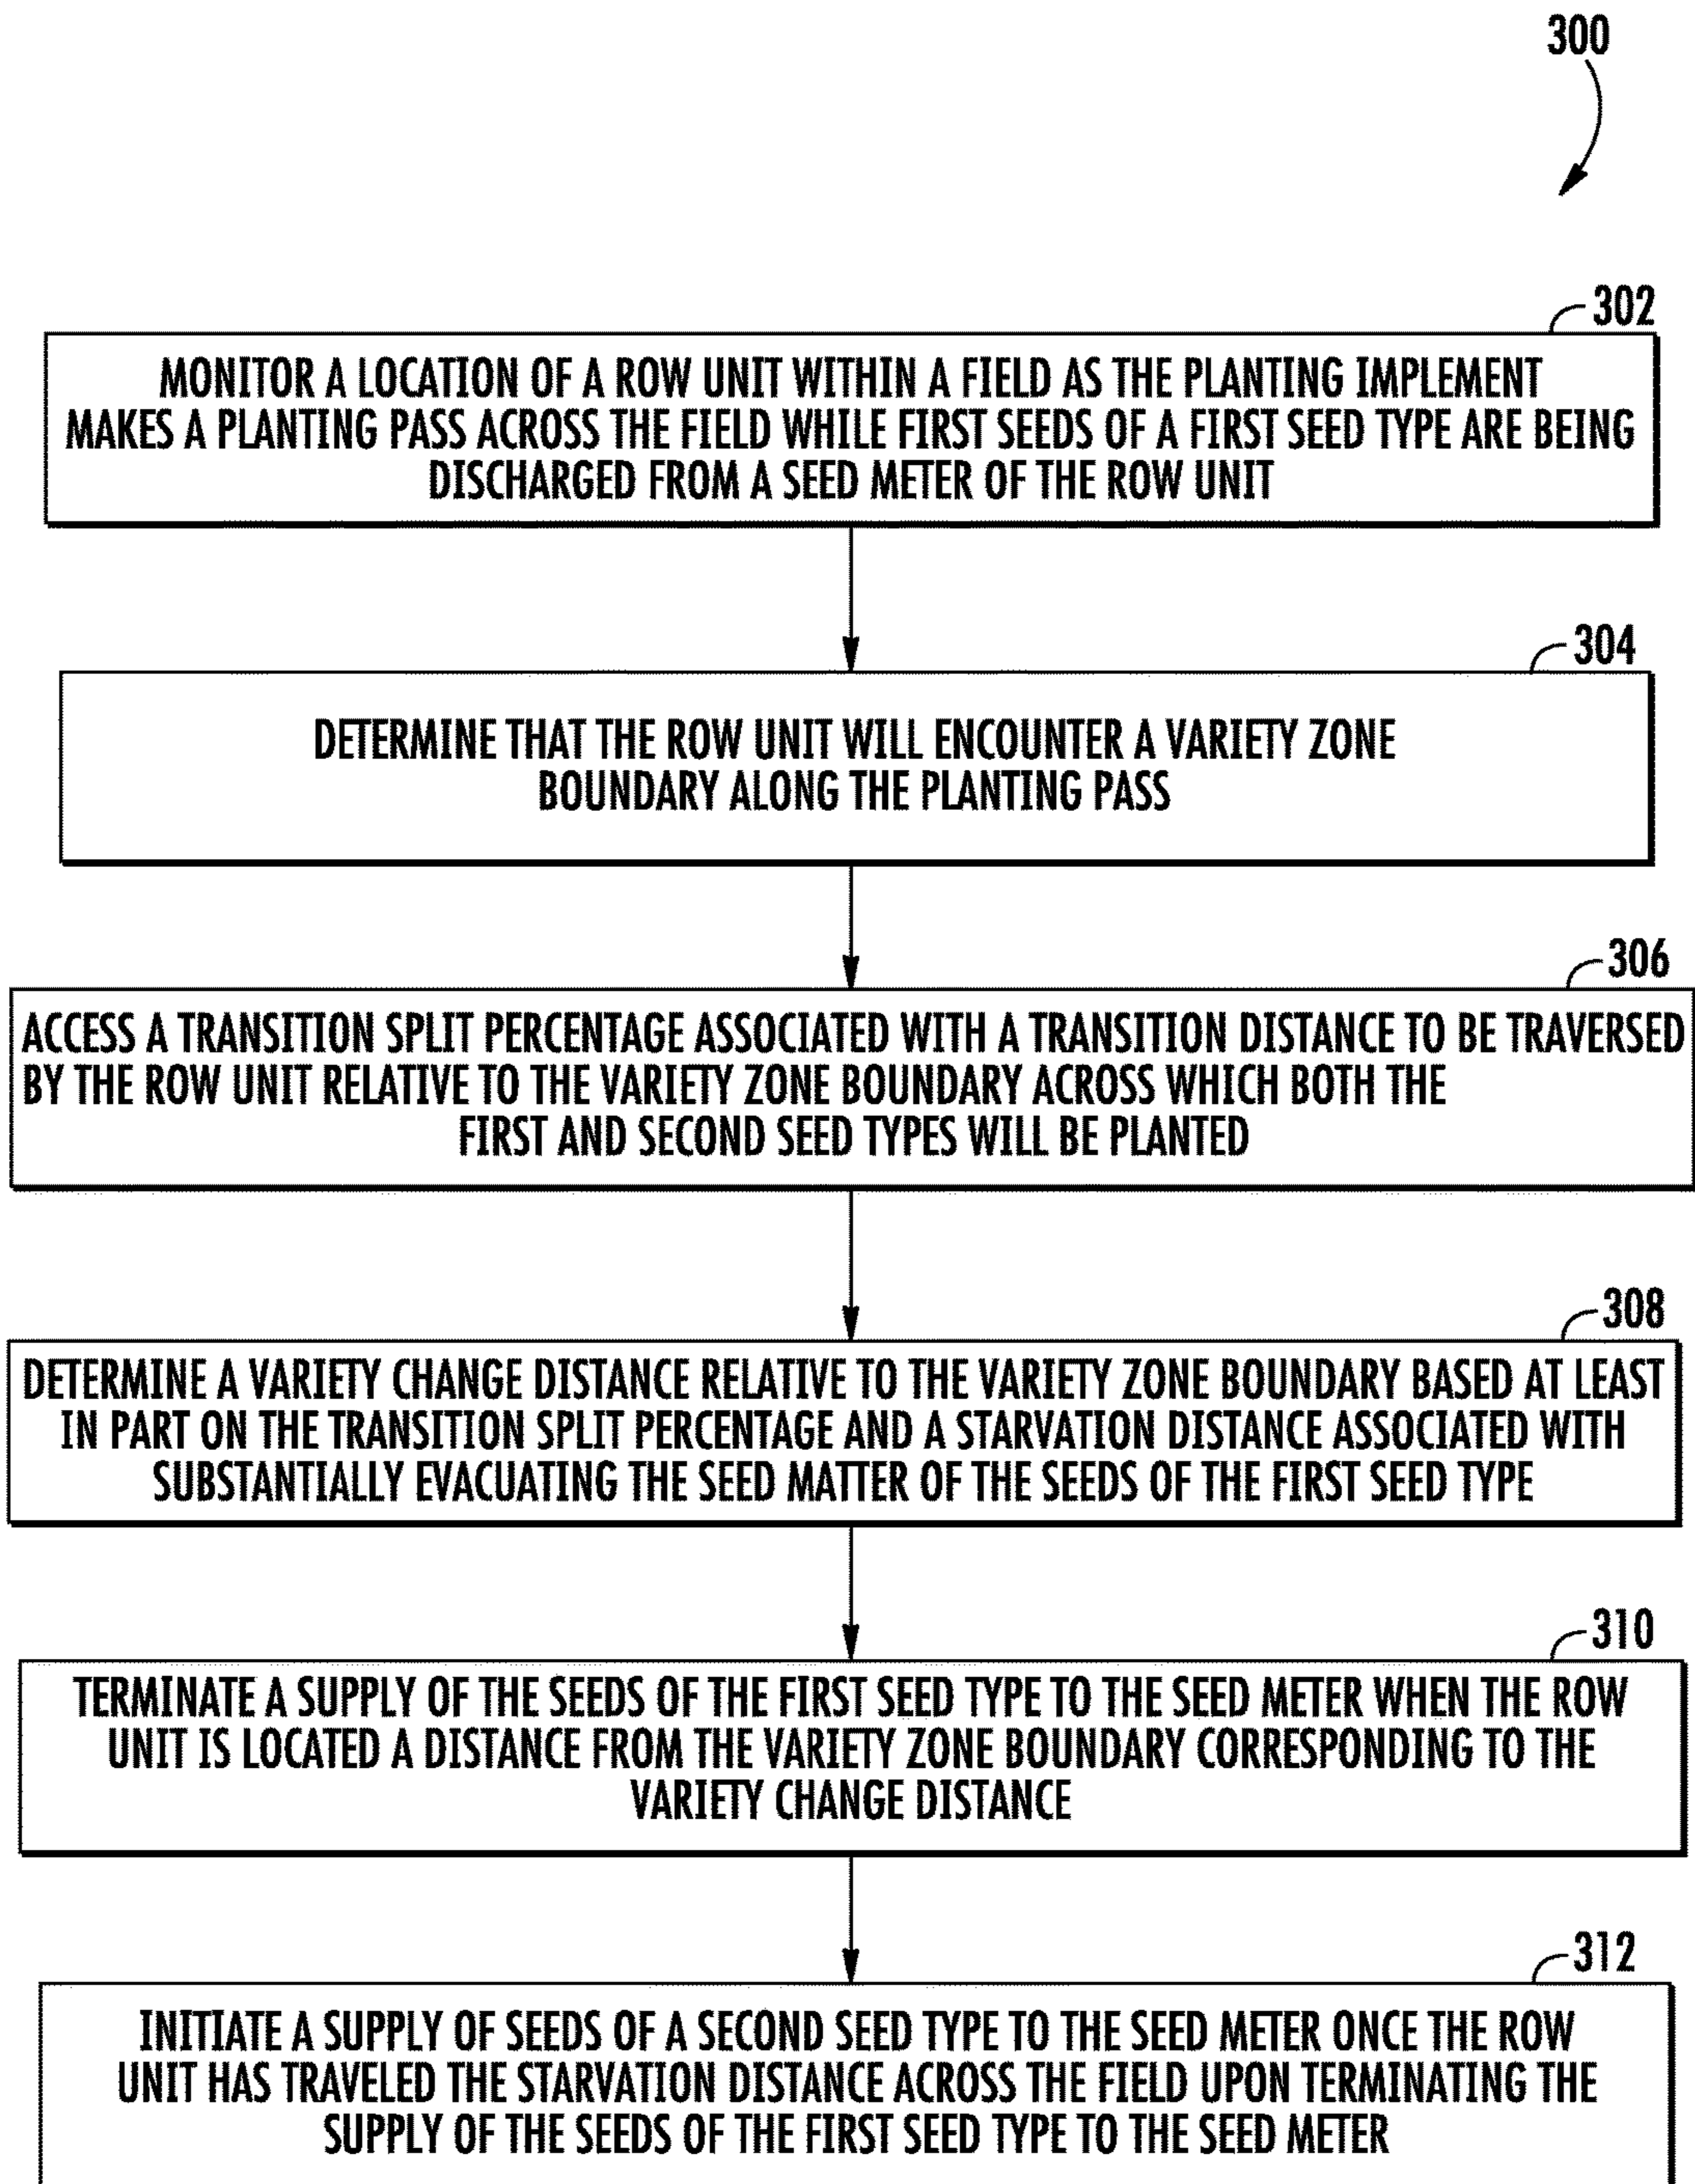 300
302
MONITOR A LOCATION OF A ROW UNIT WITHIN A FIELD AS THE PLANTING IMPLEMENT
MAKES A PLANTING PASS ACROSS THE FIELD WHILE FIRST SEEDS OF A FIRST SEED TYPE ARE BEING
DISCHARGED FROM A SEED METER OF THE ROW UNIT
304
DETERMINE THAT THE ROW UNIT WILL ENCOUNTER A VARIETY ZONE
BOUNDARY ALONG THE PLANTING PASS
306
ACCESS A TRANSITION SPLIT PERCENTAGE ASSOCIATED WITH A TRANSITION DISTANCE TO BE TRAVERSED
BY THE ROW UNIT RELATIVE TO THE VARIETY ZONE BOUNDARY ACROSS WHICH BOTH THE
FIRST AND SECOND SEED TYPES WILL BE PLANTED
308
DETERMINE A VARIETY CHANGE DISTANCE RELATIVE TO THE VARIETY ZONE BOUNDARY BASED AT LEAST
IN PART ON THE TRANSITION SPLIT PERCENTAGE AND A STARVATION DISTANCE ASSOCIATED WITH
SUBSTANTIALLY EVACUATING THE SEED MATTER OF THE SEEDS OF THE FIRST SEED TYPE
310
TERMINATE A SUPPLY OF THE SEEDS OF THE FIRST SEED TYPE TO THE SEED METER WHEN THE ROW
UNIT IS LOCATED A DISTANCE FROM THE VARIETY ZONE BOUNDARY CORRESPONDING TO THE
VARIETY CHANGE DISTANCE
312
INITIATE A SUPPLY OF SEEDS OF A SECOND SEED TYPE TO THE SEED METER ONCE THE ROW
UNIT HAS TRAVELED THE STARVATION DISTANCE ACROSS THE FIELD UPON TERMINATING THE
SUPPLY OF THE SEEDS OF THE FIRST SEED TYPE TO THE SEED METER